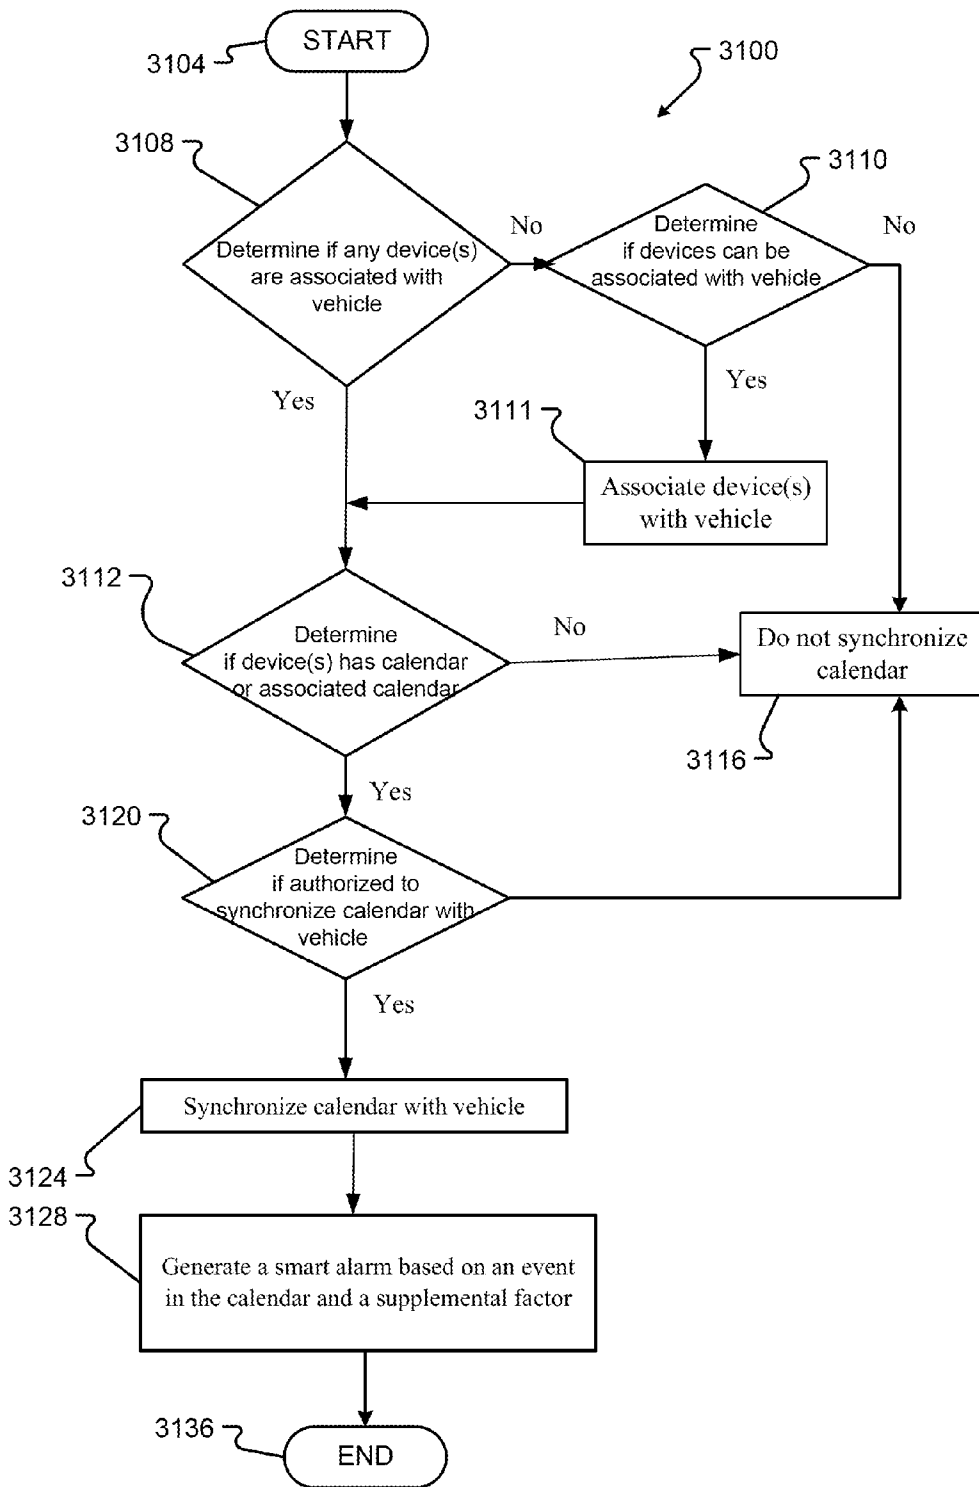 START
3104
3100
3108
3110
Determine
if devices can be
associated with vehicle
No
No
Determine if any device(s)
are associated with
vehicle
Yes
Yes
3111
Associate device(s)
with vehicle
3112
Determine
if device(s) has calendar
or associated calendar
No
Do not synchronize
calendar
3116
Yes
3120
Determine
if authorized to
synchronize calendar with
vehicle
Yes
Synchronize calendar with vehicle
3124
3128
Generate a smart alarm based on an event
in the calendar and a supplemental factor
3136
END